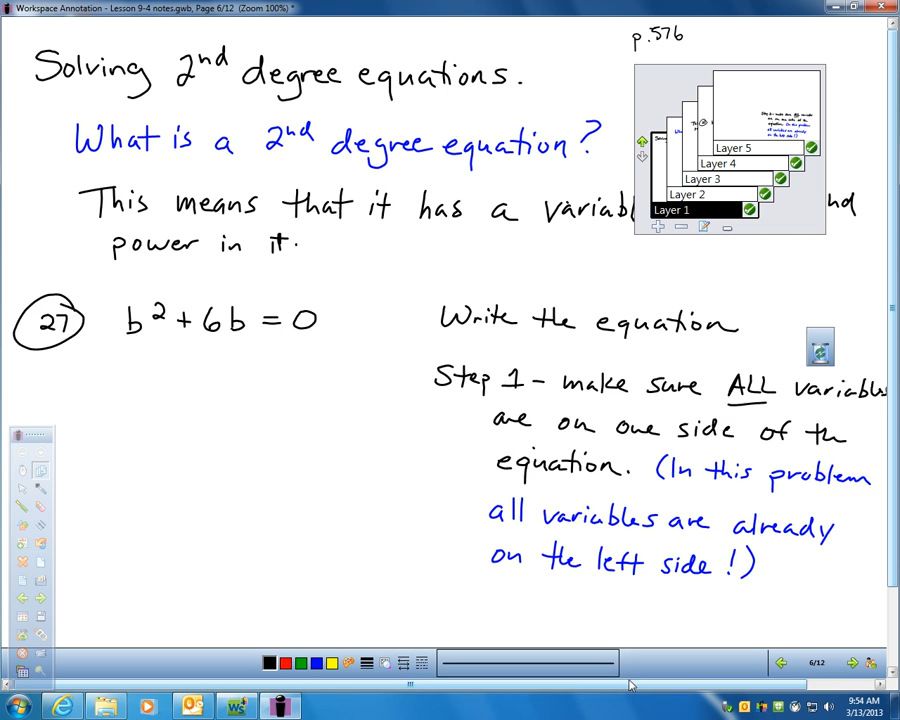 Workspace Annotation - Lesson 9-4 notes.gwb, Page 6/12 (Zoom 100%) *
p.576
Solving 2nd degree equations.
What is a 2nd degree equation?
This means that it has a variabl nd
power in it.
Layer 5
Layer 4
Layer 3
Layer 2
Layer 1
27 b² + 6b = 0
Write the equation
Step 1 - make sure ALL variables
are on one side of the
equation. (In this problem
all variables are already
on the left side!)
6/12
9:54 AM
3/13/2013